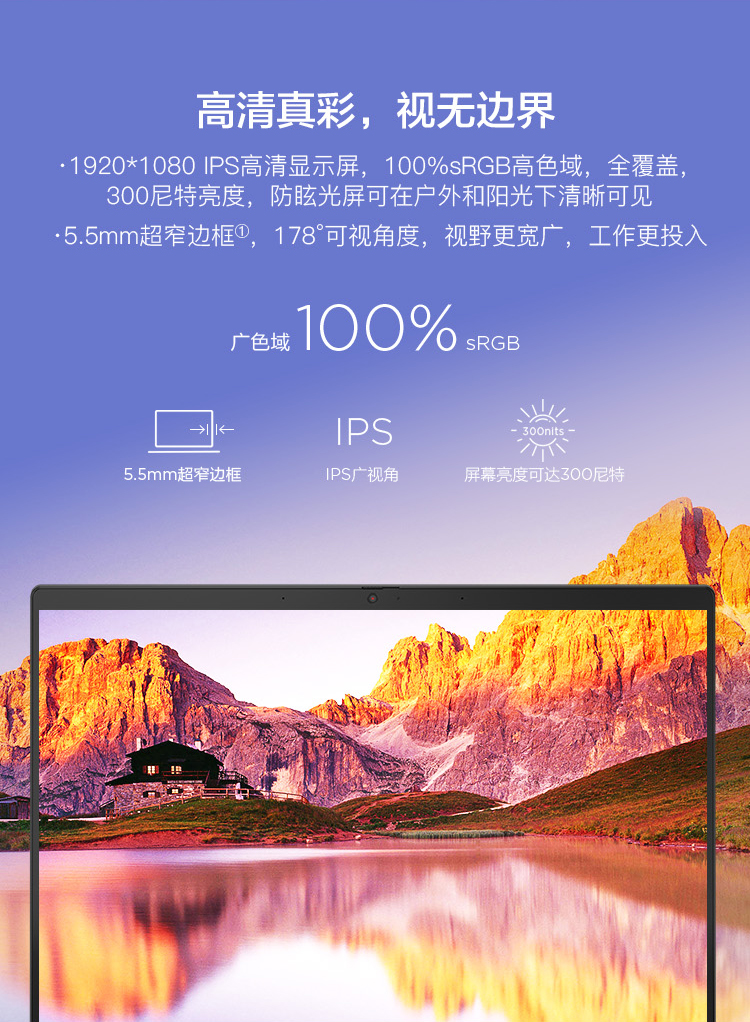 高清真彩，视无边界
·1920*1080 IPS高清显示屏，100%sRGB高色域，全覆盖，
300尼特亮度，防眩光屏可在户外和阳光下清晰可见
·5.5mm超窄边框①，178°可视角度，视野更宽广，工作更投入
广色域100% sRGB
IPS
300nits
5.5mm超窄边框
IPS广视角
屏幕亮度可达300尼特